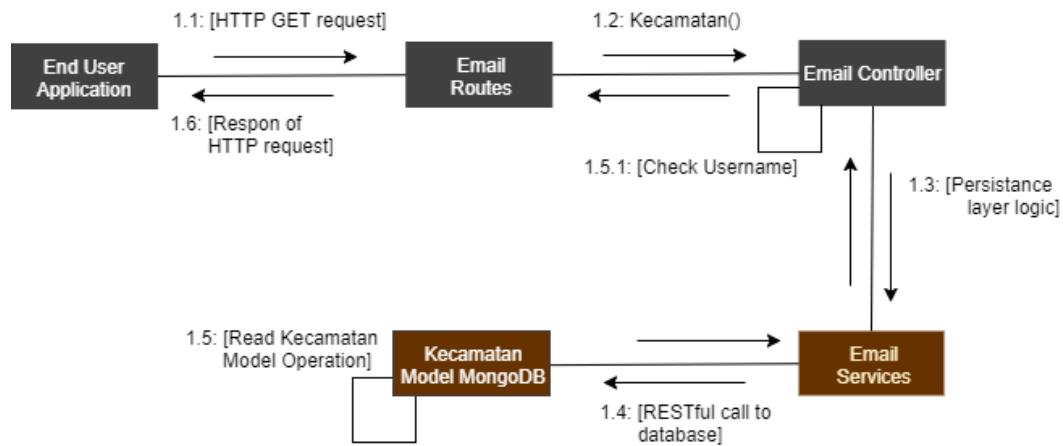 1.1: [HTTP GET request]
1.2: Kecamatan()
End User
Application
Email
Routes
Email Controller
1.6: [Respon of
HTTP request]
1.5.1: [Check Username]
1.3: [Persistance
layer logic]
1.5: [Read Kecamatan
Model Operation]
Kecamatan
Model MongoDB
Email
Services
1.4: [RESTful call to
database]